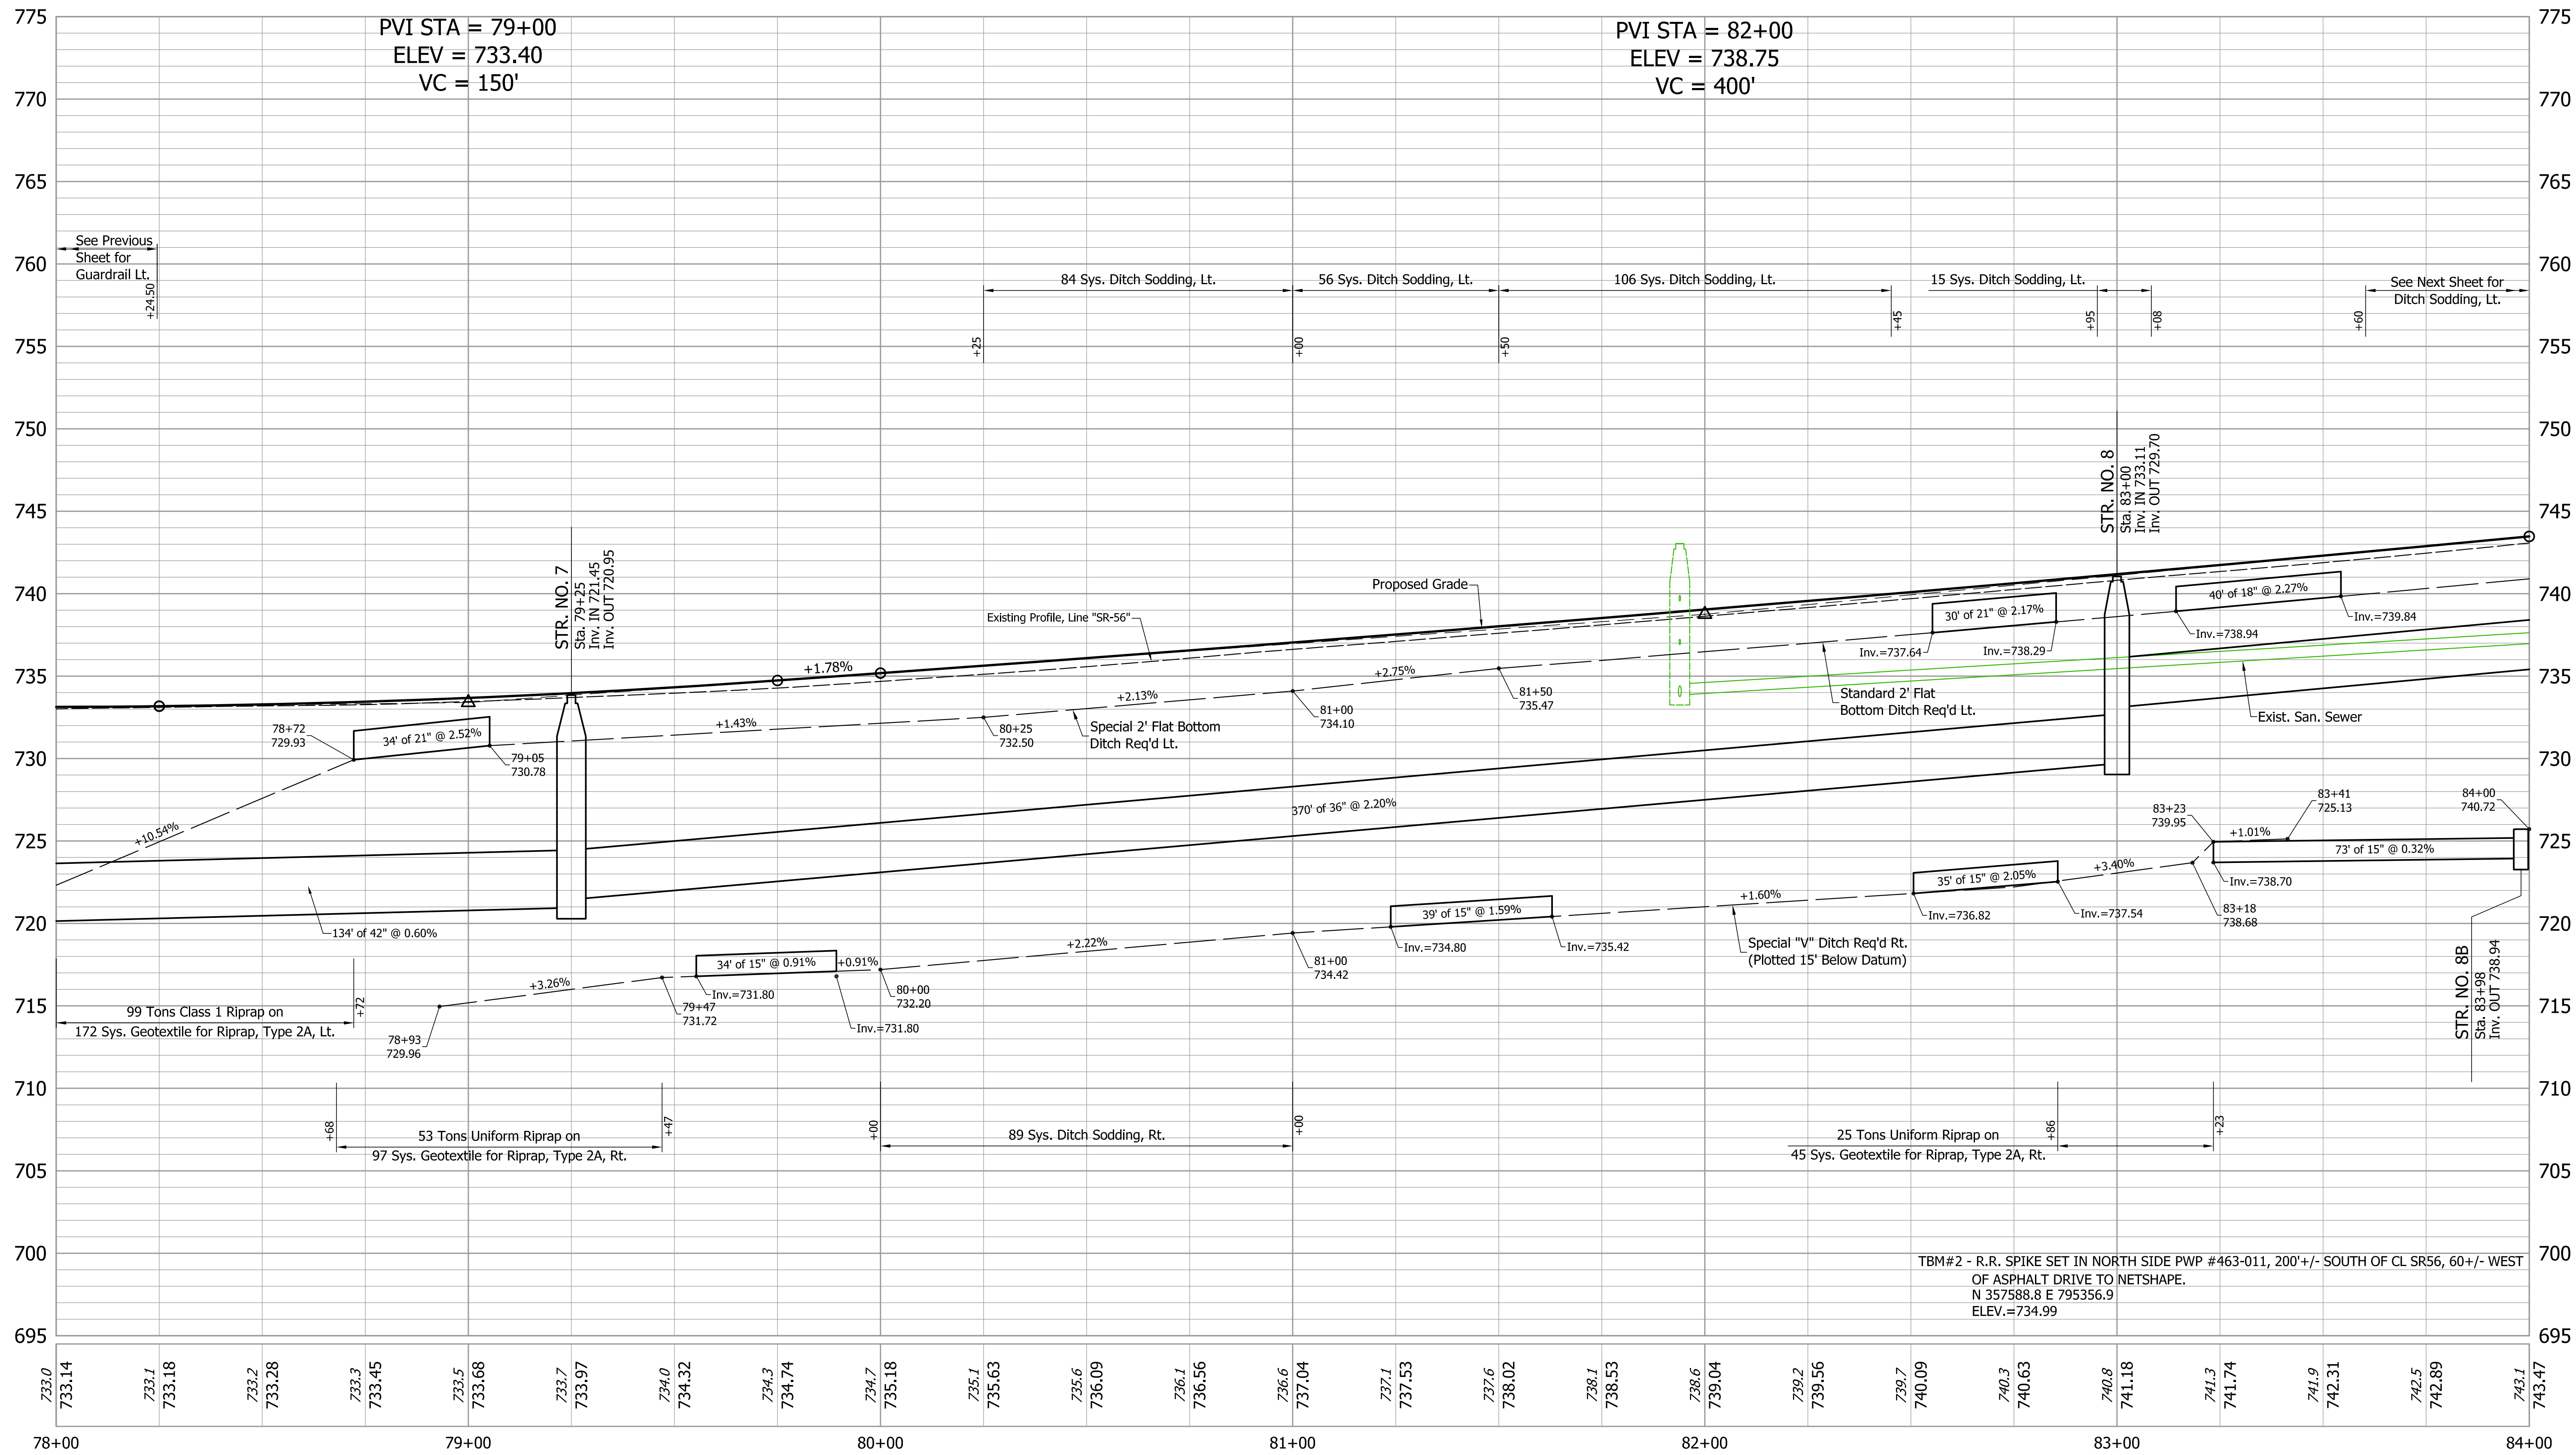 775
770
765
760
755
750
745
740
735
730
725
720
715
710
705
700
695
775
770
765
760
755
750
745
740
735
730
725
720
715
710
705
700
695
PVI STA = 79+00
ELEV = 733.40
VC = 150'
PVI STA = 82+00
ELEV = 738.75
VC = 400'
See Previous
Sheet for
Guardrail Lt.
+24.50
84 Sys. Ditch Sodding, Lt.
56 Sys. Ditch Sodding, Lt.
106 Sys. Ditch Sodding, Lt.
15 Sys. Ditch Sodding, Lt.
See Next Sheet for
Ditch Sodding, Lt.
+25
+00
+50
+45
+95
+08
+60
STR. NO. 7
Sta. 79+25
Inv. IN 721.45
Inv. OUT 720.95
STR. NO. 8
Sta. 83+00
Inv. IN 733.11
Inv. OUT 729.70
Proposed Grade
Existing Profile, Line "SR-56"
+1.78%
78+72
729.93
34' of 21" @ 2.52%
79+05
730.78
+1.43%
80+25
732.50
+2.13%
Special 2' Flat Bottom
Ditch Req'd Lt.
81+00
734.10
+2.75%
81+50
735.47
Standard 2' Flat
Bottom Ditch Req'd Lt.
Inv.=737.64
30' of 21" @ 2.17%
Inv.=738.29
40' of 18" @ 2.27%
Inv.=738.94
Inv.=739.84
Exist. San. Sewer
+10.54%
134' of 42" @ 0.60%
370' of 36" @ 2.20%
83+23
739.95
+1.01%
83+41
725.13
84+00
740.72
73' of 15" @ 0.32%
Inv.=738.70
83+18
738.68
+3.40%
35' of 15" @ 2.05%
Inv.=736.82
Inv.=737.54
+1.60%
Special "V" Ditch Req'd Rt.
(Plotted 15' Below Datum)
39' of 15" @ 1.59%
Inv.=734.80
Inv.=735.42
81+00
734.42
+2.22%
80+00
732.20
+0.91%
34' of 15" @ 0.91%
Inv.=731.80
Inv.=731.80
79+47
731.72
+3.26%
78+93
729.96
99 Tons Class 1 Riprap on
172 Sys. Geotextile for Riprap, Type 2A, Lt.
+72
STR. NO. 8B
Sta. 83+98
Inv. OUT 738.94
+68
53 Tons Uniform Riprap on
97 Sys. Geotextile for Riprap, Type 2A, Rt.
+47
+00
89 Sys. Ditch Sodding, Rt.
+00
25 Tons Uniform Riprap on
45 Sys. Geotextile for Riprap, Type 2A, Rt.
+86
+23
TBM#2 - R.R. SPIKE SET IN NORTH SIDE PWP #463-011, 200'+/- SOUTH OF CL SR56, 60+/- WEST
OF ASPHALT DRIVE TO NETSHAPE.
N 357588.8 E 795356.9
ELEV.=734.99
733.0
733.14
733.1
733.18
733.2
733.28
733.3
733.45
733.5
733.68
733.7
733.97
734.0
734.32
734.3
734.74
734.7
735.18
735.1
735.63
735.6
736.09
736.1
736.56
736.6
737.04
737.1
737.53
737.6
738.02
738.1
738.53
738.6
739.04
739.2
739.56
739.7
740.09
740.3
740.63
740.8
741.18
741.3
741.74
741.9
742.31
742.5
742.89
743.1
743.47
78+00
79+00
80+00
81+00
82+00
83+00
84+00